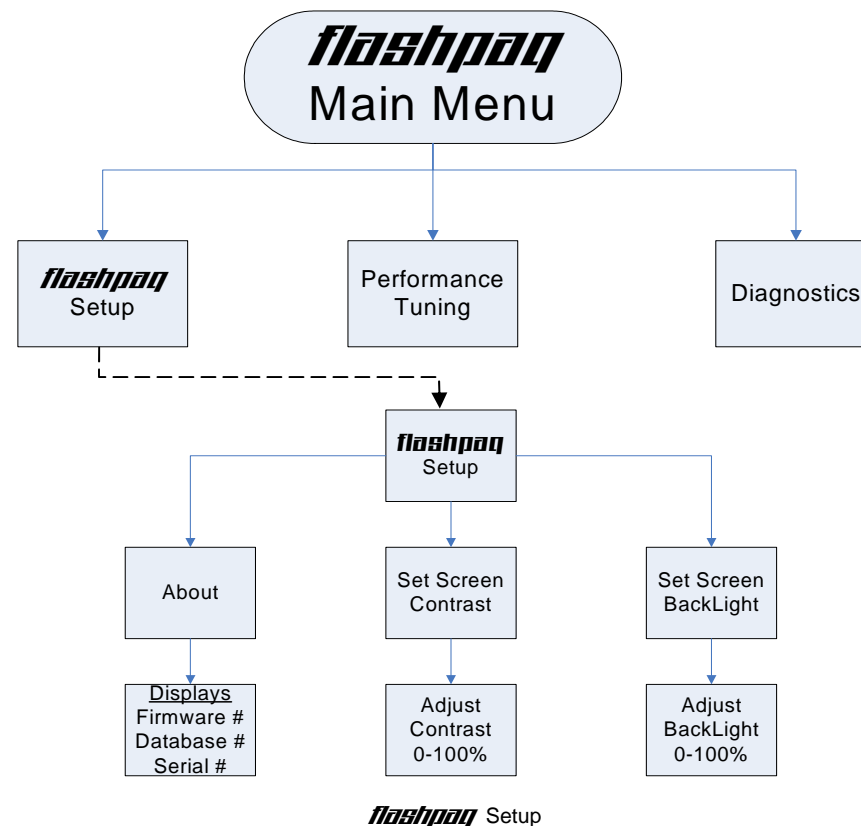 flashpaq
Main Menu
flashpaq
Setup
Performance
Tuning
Diagnostics
flashpaq
Setup
About
Set Screen
Contrast
Set Screen
BackLight
Displays
Firmware #
Database #
Serial #
Adjust
Contrast
0-100%
Adjust
BackLight
0-100%
flashpaq Setup